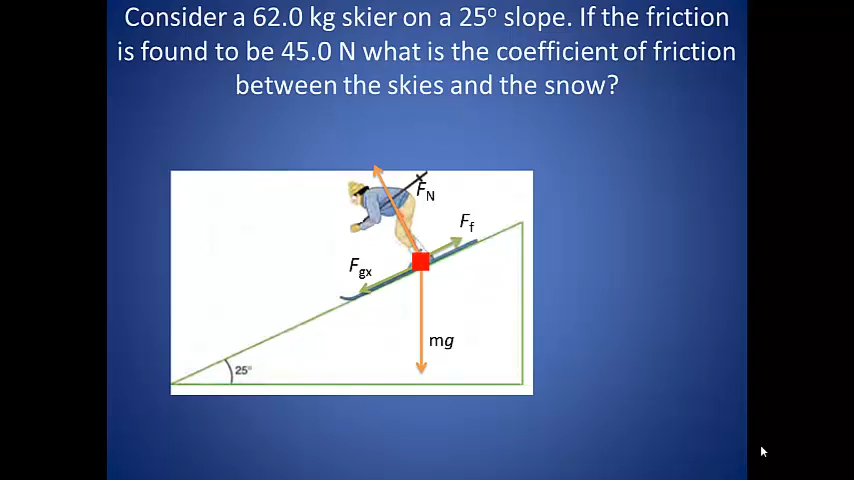 Consider a 62.0 kg skier on a 25º slope. If the friction
is found to be 45.0 N what is the coefficient of friction
between the skies and the snow?
FN
Ff
Fgx
mg
25°